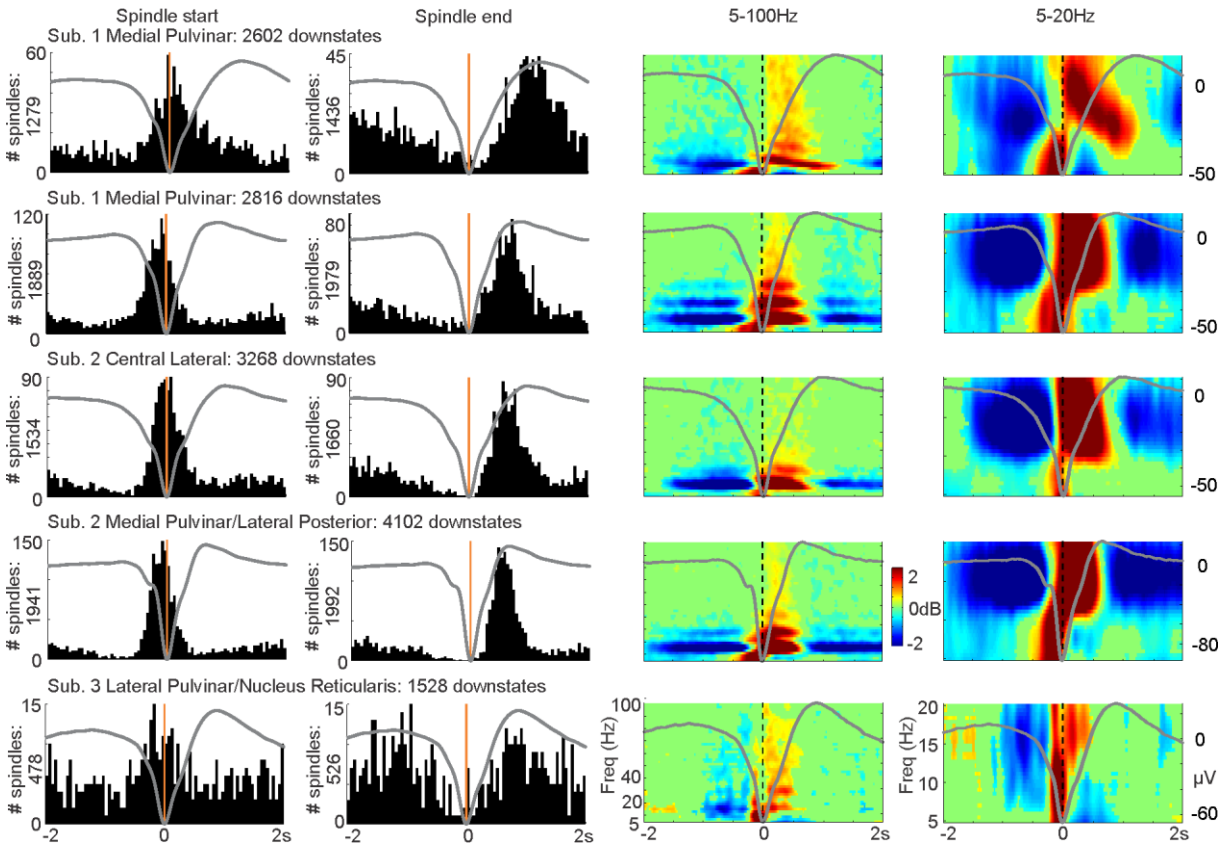 Spindle start Spindle end 5-100Hz 5-20Hz
Sub. 1 Medial Pulvinar: 2602 downstates
# spindles: 1279 60 0
# spindles: 1436 45 0
0 -50
Sub. 1 Medial Pulvinar: 2816 downstates
# spindles: 1889 120 0
# spindles: 1979 80 0
0 -50
Sub. 2 Central Lateral: 3268 downstates
# spindles: 1534 90 0
# spindles: 1660 90 0
0 -50
Sub. 2 Medial Pulvinar/Lateral Posterior: 4102 downstates
# spindles: 1941 150 0
# spindles: 1992 150 0
2 0dB -2
0 -80
Sub. 3 Lateral Pulvinar/Nucleus Reticularis: 1528 downstates
# spindles: 478 15 0
# spindles: 526 15 0
Freq (Hz) 100 40 20 5
Freq (Hz) 20 15 10 5
0 µV -60
-2 0 2s -2 0 2s -2 0 2s -2 0 2s